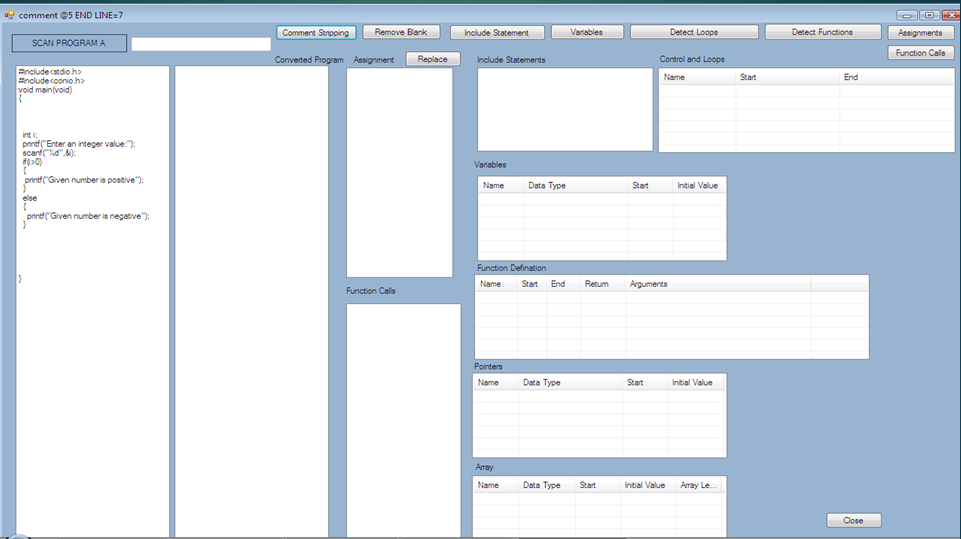 comment @5 END LINE=7
SCAN PROGRAM A
Comment Stripping
Remove Blank
Include Statement
Variables
Detect Loops
Detect Functions
Assignments
Function Calls
Converted Program
Assignment
Replace
Include Statements
Control and Loops
Name Start End
#include<stdio.h>
#include<conio.h>
void main(void)
{
int i;
printf("Enter an integer value:");
scanf("%d",&i);
if(i>0)
{
printf("Given number is positive");
}
else
{
printf("Given number is negative");
}
}
Variables
Name Data Type Start Initial Value
Function Defination
Name Start End Return Arguments
Function Calls
Pointers
Name Data Type Start Initial Value
Array
Name Data Type Start Initial Value Array Le...
Close